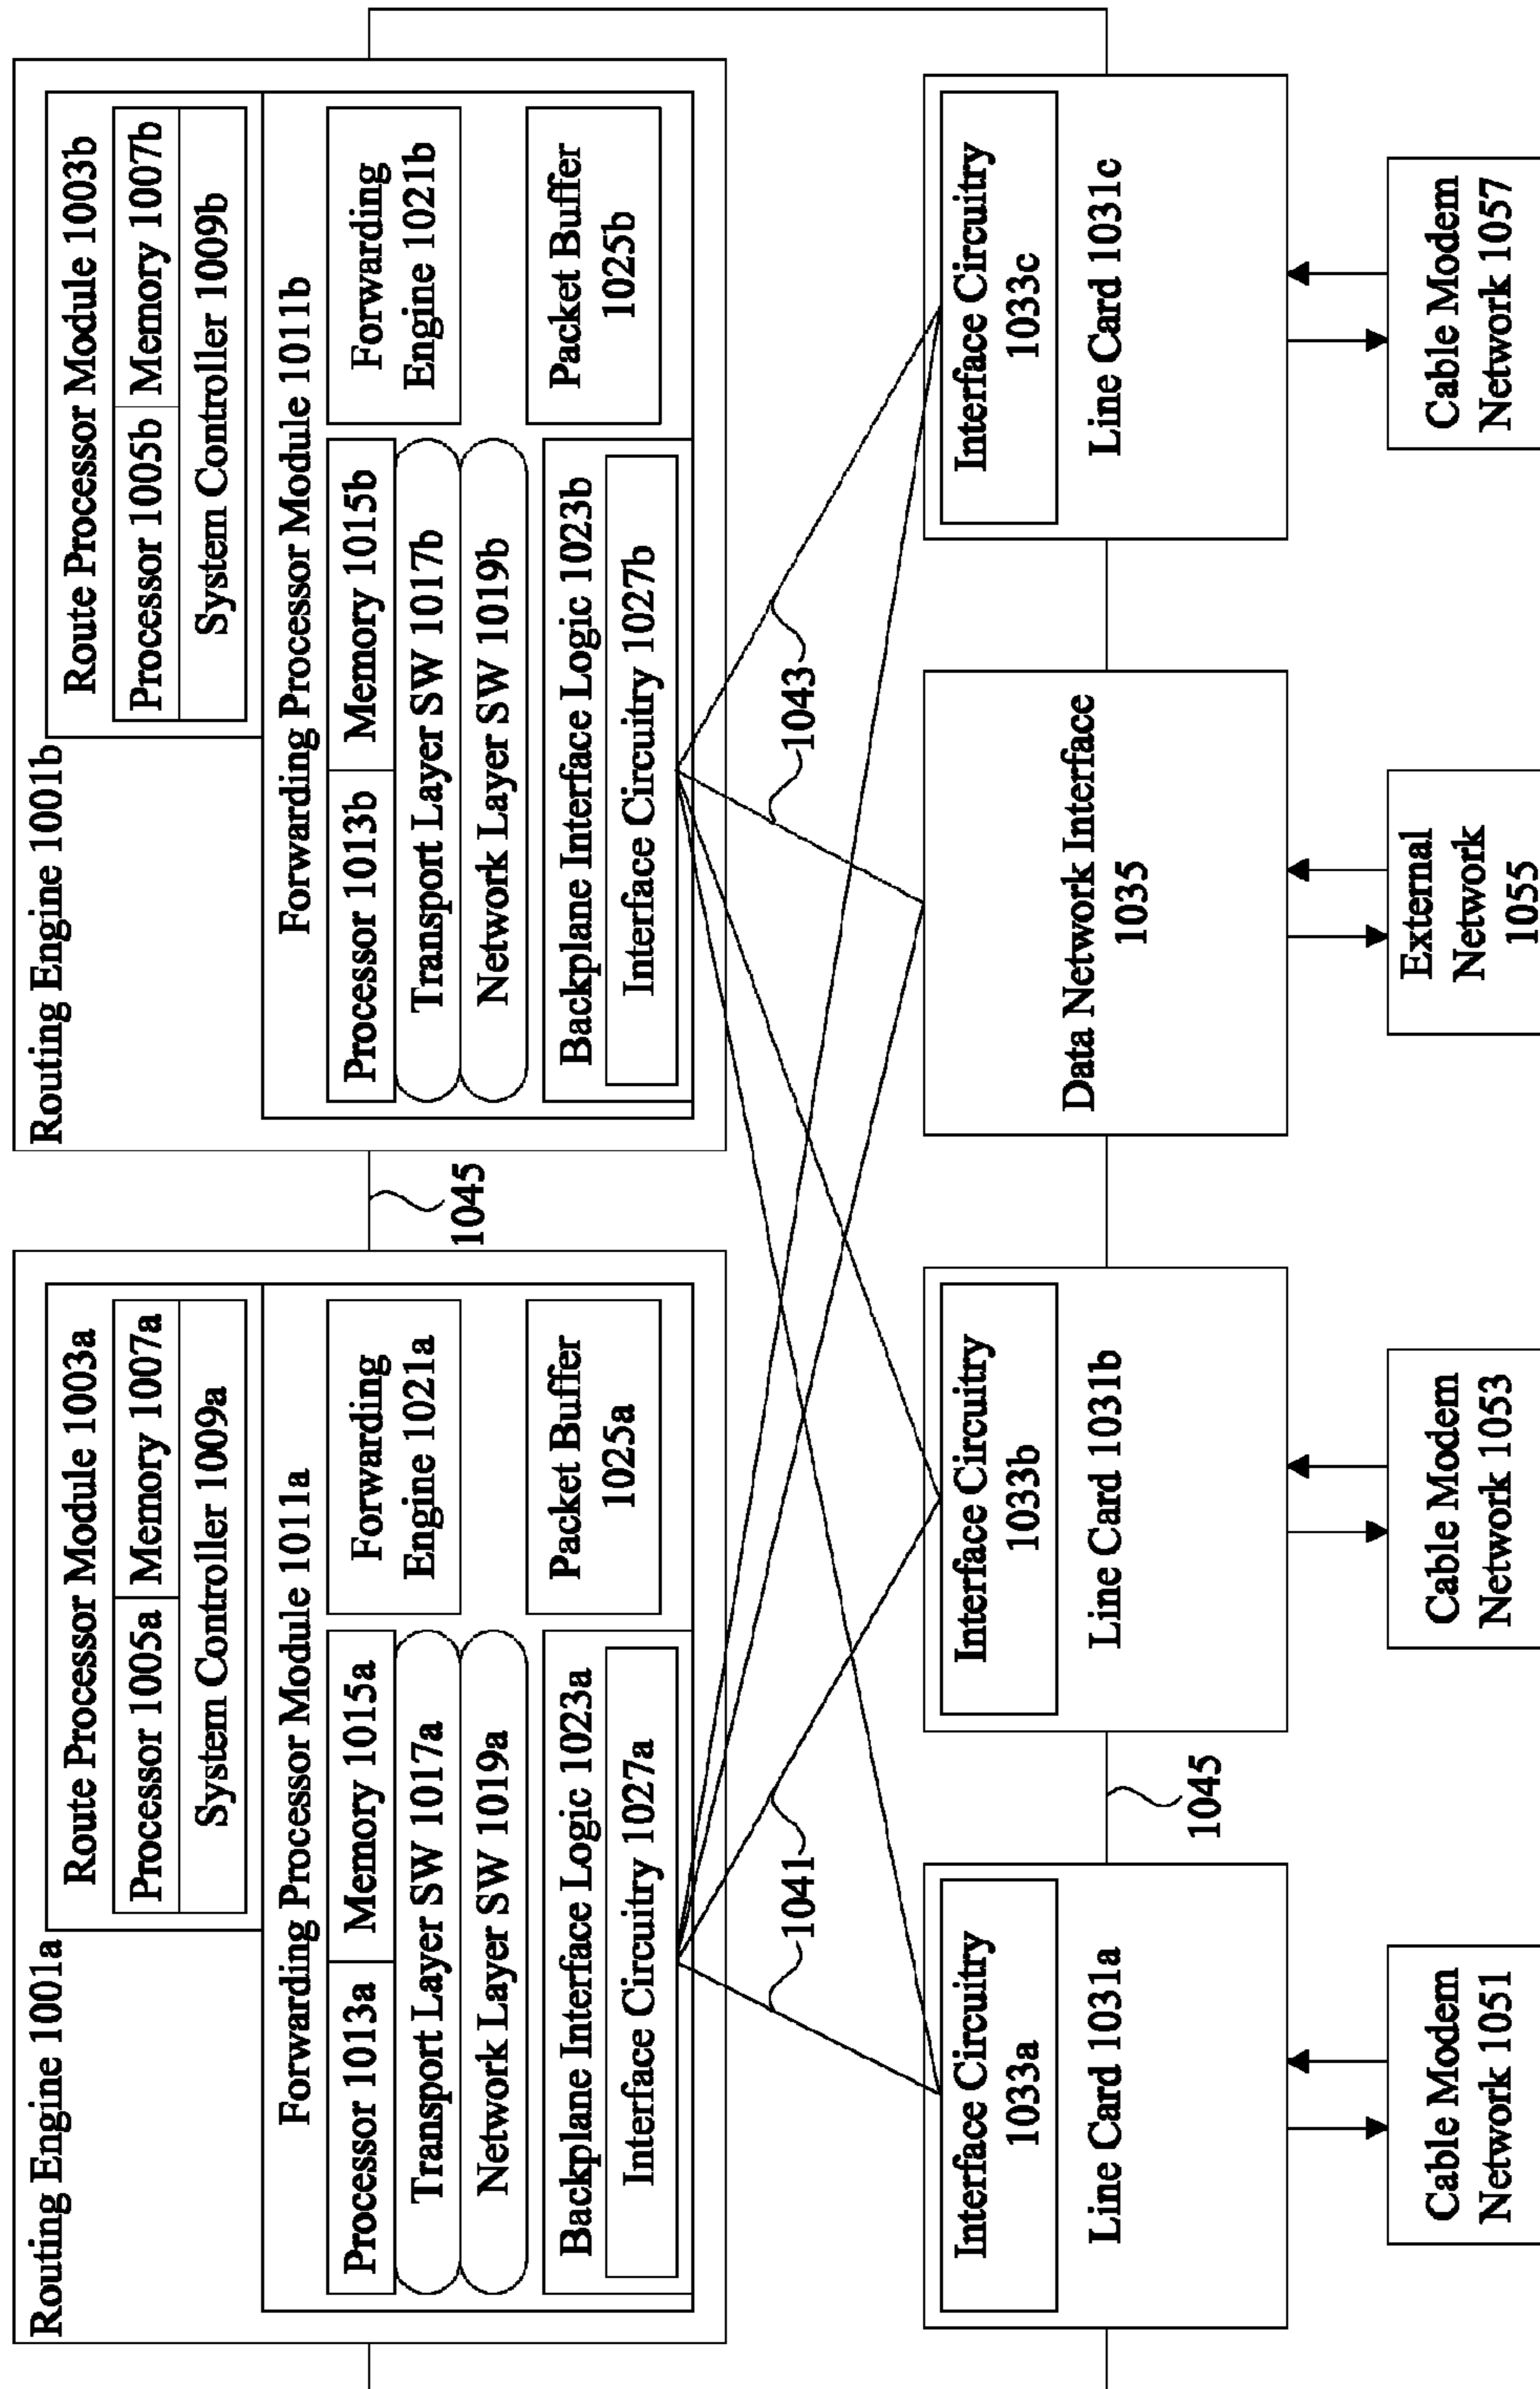 Routing Engine 1001a
Route Processor Module 1003a
Processor 1005a
Memory 1007a
System Controller 1009a
Forwarding Processor Module 1011a
Processor 1013a
Memory 1015a
Transport Layer SW 1017a
Network Layer SW 1019a
Forwarding
Engine 1021a
Backplane Interface Logic 1023a
Interface Circuitry 1027a
Packet Buffer
1025a
1045
Routing Engine 1001b
Route Processor Module 1003b
Processor 1005b
Memory 1007b
System Controller 1009b
Forwarding Processor Module 1011b
Processor 1013b
Memory 1015b
Transport Layer SW 1017b
Network Layer SW 1019b
Forwarding
Engine 1021b
Backplane Interface Logic 1023b
Interface Circuitry 1027b
Packet Buffer
1025b
1041
1043
Interface Circuitry
1033a
Line Card 1031a
1045
Interface Circuitry
1033b
Line Card 1031b
Data Network Interface
1035
Interface Circuitry
1033c
Line Card 1031c
Cable Modem
Network 1051
Cable Modem
Network 1053
External
Network
1055
Cable Modem
Network 1057